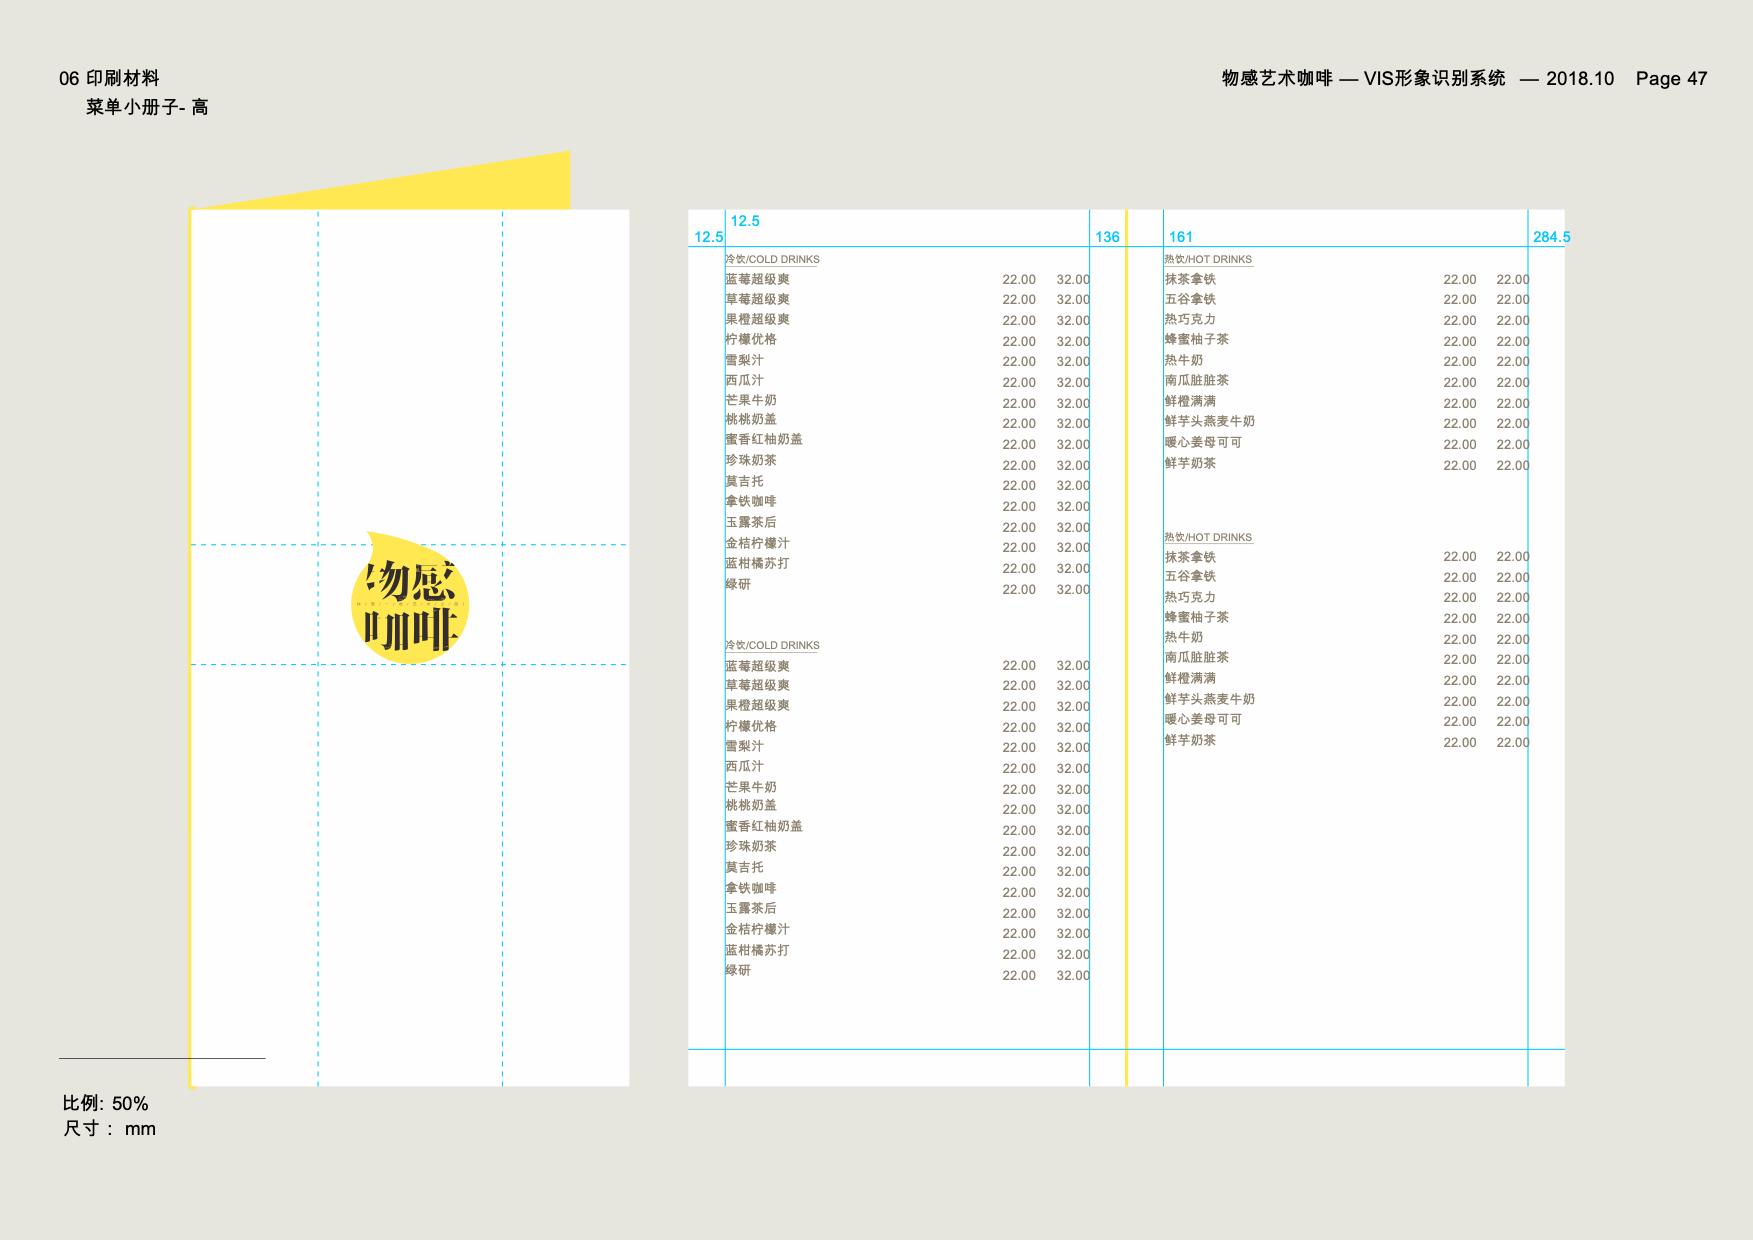 06 印刷材料
菜单小册子- 高
物感艺术咖啡 — VIS形象识别系统 — 2018.10 Page 47
物感
咖啡
12.5
12.5
136
161
284.5
冷饮/COLD DRINKS
蓝莓超级爽 22.00 32.00
草莓超级爽 22.00 32.00
果橙超级爽 22.00 32.00
柠檬优格 22.00 32.00
雪梨汁 22.00 32.00
西瓜汁 22.00 32.00
芒果牛奶 22.00 32.00
桃桃奶盖 22.00 32.00
蜜香红柚奶盖 22.00 32.00
珍珠奶茶 22.00 32.00
莫吉托 22.00 32.00
拿铁咖啡 22.00 32.00
玉露茶后 22.00 32.00
金桔柠檬汁 22.00 32.00
蓝柑橘苏打 22.00 32.00
绿研 22.00 32.00
冷饮/COLD DRINKS
蓝莓超级爽 22.00 32.00
草莓超级爽 22.00 32.00
果橙超级爽 22.00 32.00
柠檬优格 22.00 32.00
雪梨汁 22.00 32.00
西瓜汁 22.00 32.00
芒果牛奶 22.00 32.00
桃桃奶盖 22.00 32.00
蜜香红柚奶盖 22.00 32.00
珍珠奶茶 22.00 32.00
莫吉托 22.00 32.00
拿铁咖啡 22.00 32.00
玉露茶后 22.00 32.00
金桔柠檬汁 22.00 32.00
蓝柑橘苏打 22.00 32.00
绿研 22.00 32.00
热饮/HOT DRINKS
抹茶拿铁 22.00 22.00
五谷拿铁 22.00 22.00
热巧克力 22.00 22.00
蜂蜜柚子茶 22.00 22.00
热牛奶 22.00 22.00
南瓜脏脏茶 22.00 22.00
鲜橙满满 22.00 22.00
鲜芋头燕麦牛奶 22.00 22.00
暖心姜母可可 22.00 22.00
鲜芋奶茶 22.00 22.00
热饮/HOT DRINKS
抹茶拿铁 22.00 22.00
五谷拿铁 22.00 22.00
热巧克力 22.00 22.00
蜂蜜柚子茶 22.00 22.00
热牛奶 22.00 22.00
南瓜脏脏茶 22.00 22.00
鲜橙满满 22.00 22.00
鲜芋头燕麦牛奶 22.00 22.00
暖心姜母可可 22.00 22.00
鲜芋奶茶 22.00 22.00
比例: 50%
尺寸 : mm